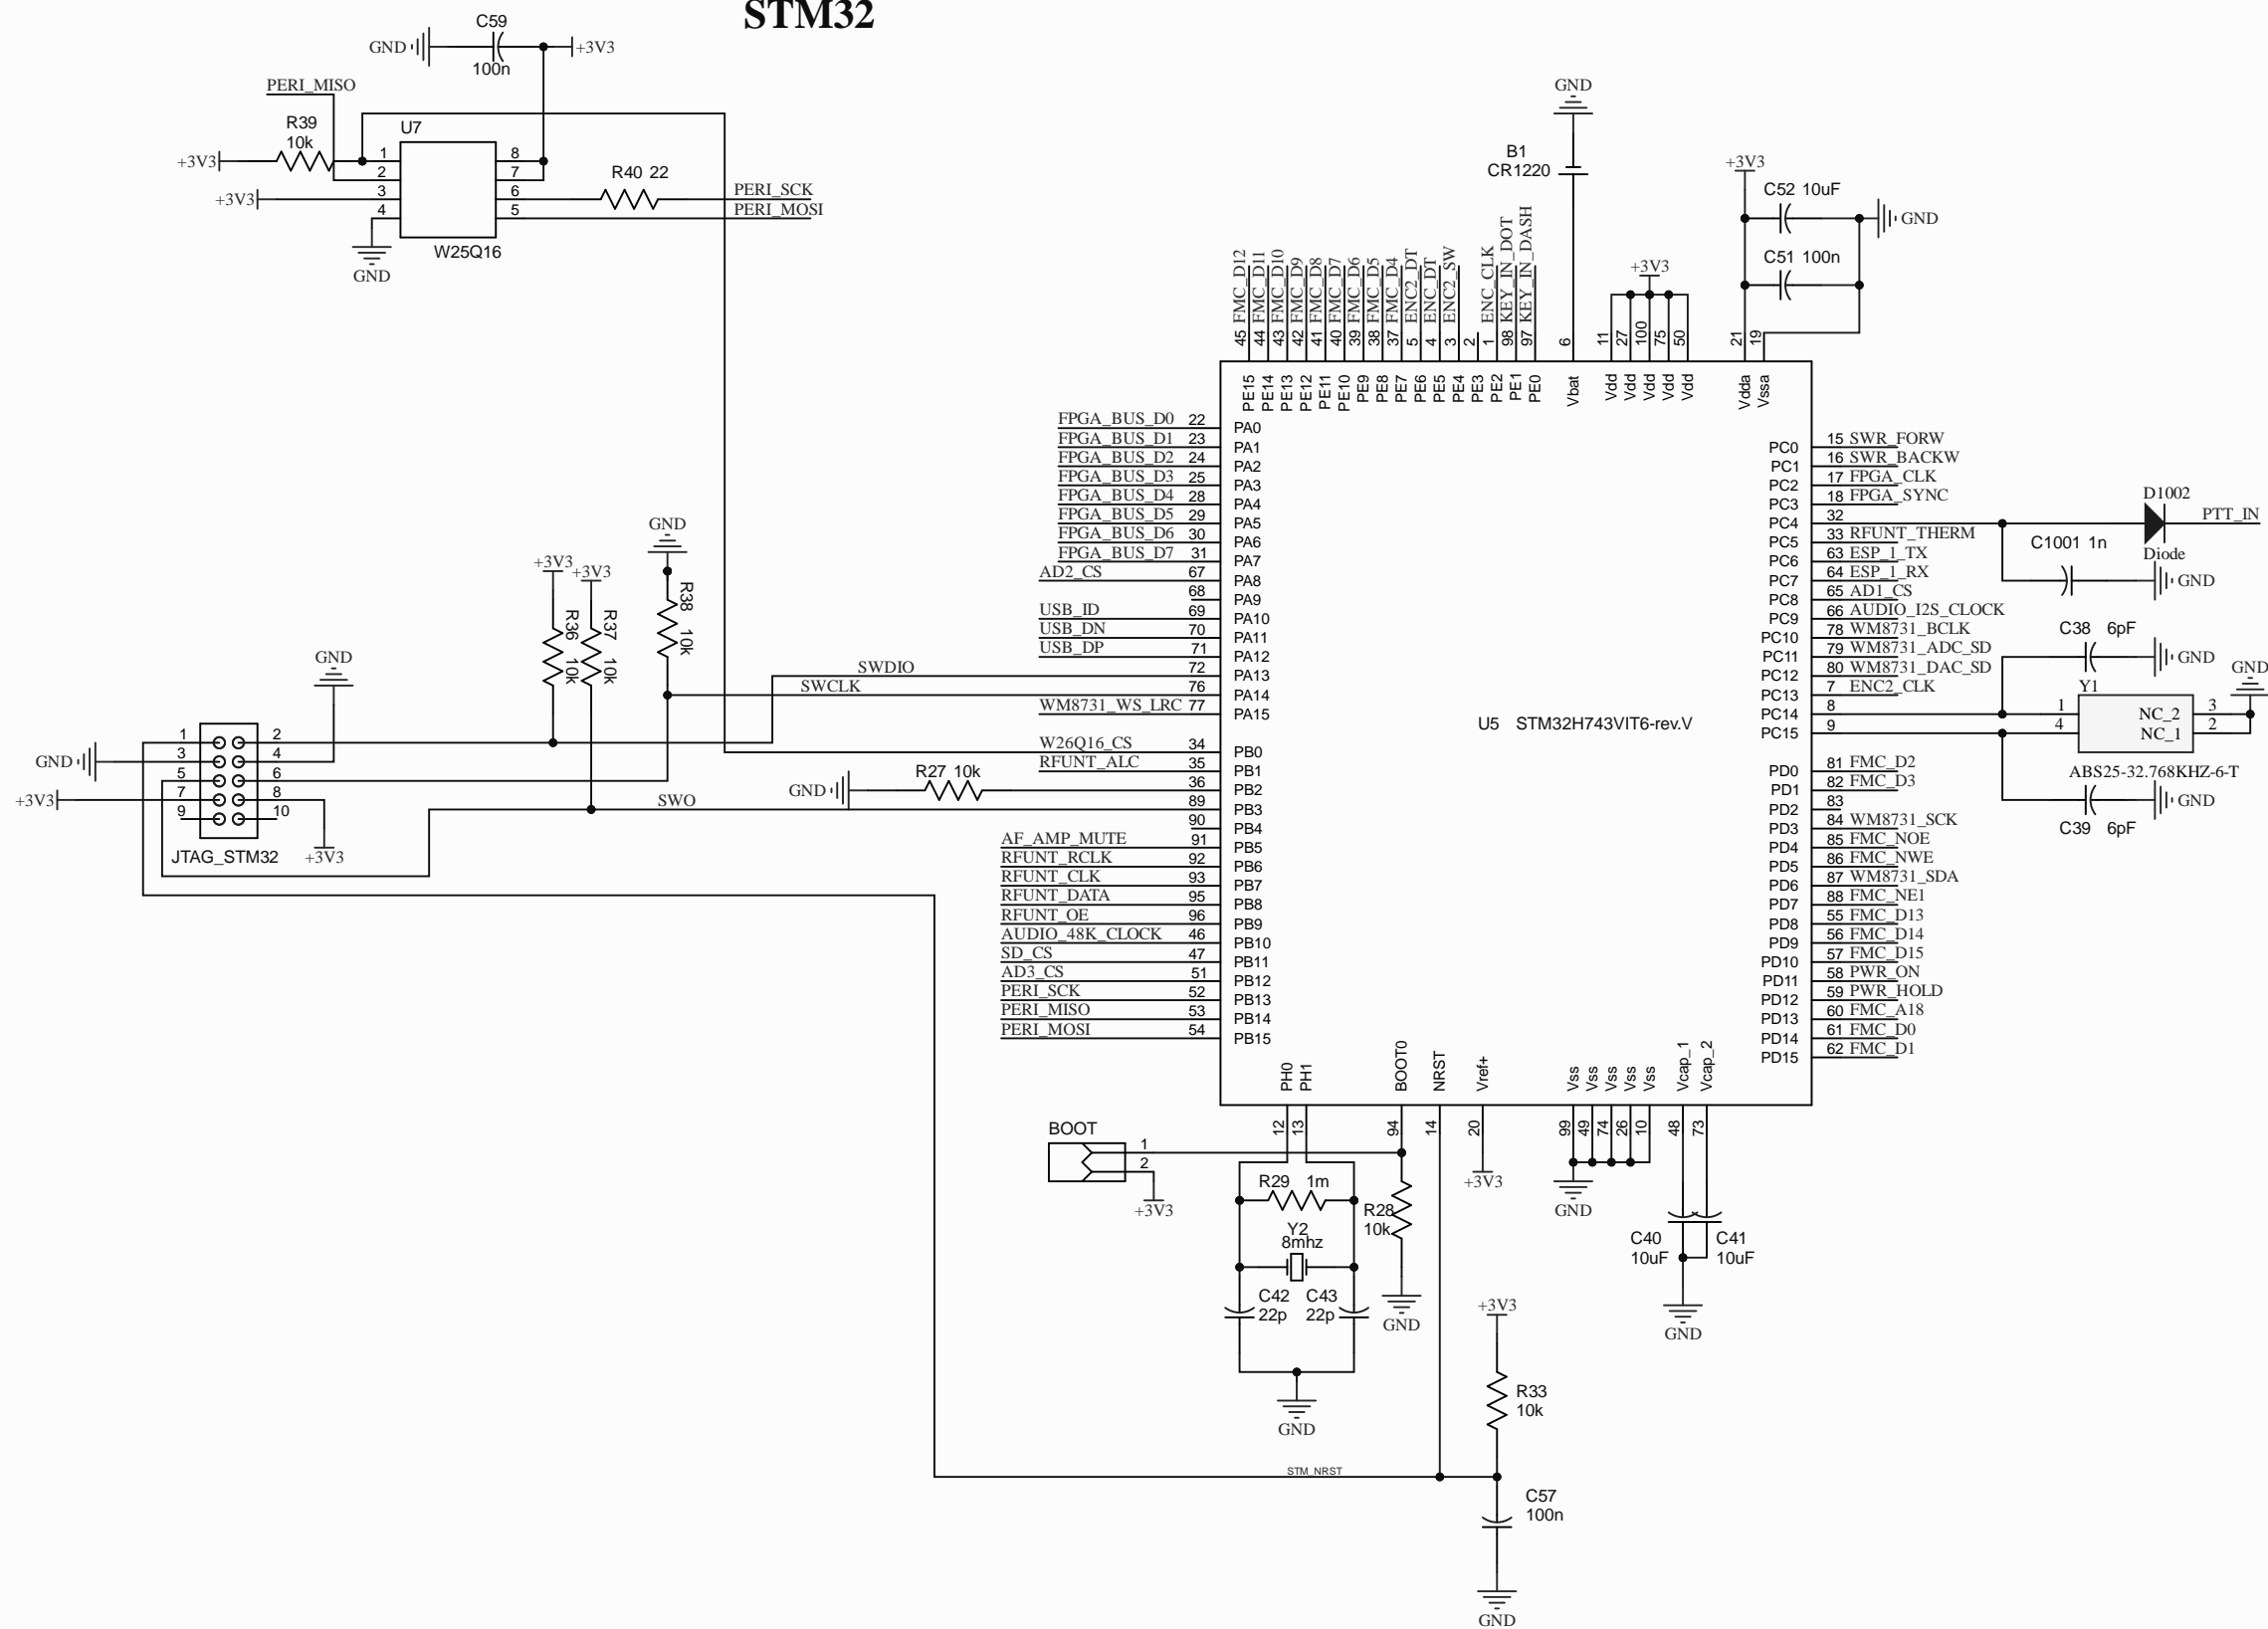 STM32
C59
GND
+3V3
100n
PERI_MISO
R39
10k
U7
+3V3
1
2
3
4
8
7
6
5
+3V3
R40 22
PERI_SCK
PERI_MOSI
W25Q16
GND
GND
B1
CR1220
+3V3
C52 10uF
GND
C51 100n
+3V3
FMC_D12
FMC_D11
FMC_D10
FMC_D9
FMC_D8
FMC_D7
FMC_D6
FMC_D5
FMC_D4
ENC2_DT
ENC_DT
ENC2_SW
ENC_CLK
KEY_IN_DOT
KEY_IN_DASH
45
44
43
42
41
40
39
38
37
5
4
3
2
1
98
97
6
11
27
100
75
50
21
19
PE15
PE14
PE13
PE12
PE11
PE10
PE9
PE8
PE7
PE6
PE5
PE4
PE3
PE2
PE1
PE0
Vbat
Vdd
Vdd
Vdd
Vdd
Vdd
Vdda
Vssa
FPGA_BUS_D0 22 PA0
FPGA_BUS_D1 23 PA1
FPGA_BUS_D2 24 PA2
FPGA_BUS_D3 25 PA3
FPGA_BUS_D4 28 PA4
FPGA_BUS_D5 29 PA5
FPGA_BUS_D6 30 PA6
FPGA_BUS_D7 31 PA7
AD2_CS 67 PA8
68 PA9
USB_ID 69 PA10
USB_DN 70 PA11
USB_DP 71 PA12
SWDIO 72 PA13
SWCLK 76 PA14
WM8731_WS_LRC 77 PA15
W26Q16_CS 34 PB0
RFUNT_ALC 35 PB1
GND R27 10k 36 PB2
SWO 89 PB3
90 PB4
AF_AMP_MUTE 91 PB5
RFUNT_RCLK 92 PB6
RFUNT_CLK 93 PB7
RFUNT_DATA 95 PB8
RFUNT_OE 96 PB9
AUDIO_48K_CLOCK 46 PB10
SD_CS 47 PB11
AD3_CS 51 PB12
PERI_SCK 52 PB13
PERI_MISO 53 PB14
PERI_MOSI 54 PB15
U5 STM32H743VIT6-rev.V
PC0 15 SWR_FORW
PC1 16 SWR_BACKW
PC2 17 FPGA_CLK
PC3 18 FPGA_SYNC
PC4 32
PC5 33 RFUNT_THERM
PC6 63 ESP_1_TX
PC7 64 ESP_1_RX
PC8 65 AD1_CS
PC9 66 AUDIO_I2S_CLOCK
PC10 78 WM8731_BCLK
PC11 79 WM8731_ADC_SD
PC12 80 WM8731_DAC_SD
PC13 7 ENC2_CLK
PC14 8
PC15 9
PD0 81 FMC_D2
PD1 82 FMC_D3
PD2 83
PD3 84 WM8731_SCK
PD4 85 FMC_NOE
PD5 86 FMC_NWE
PD6 87 WM8731_SDA
PD7 88 FMC_NE1
PD8 55 FMC_D13
PD9 56 FMC_D14
PD10 57 FMC_D15
PD11 58 PWR_ON
PD12 59 PWR_HOLD
PD13 60 FMC_A18
PD14 61 FMC_D0
PD15 62 FMC_D1
D1002
PTT_IN
Diode
C1001 1n
GND
C38 6pF
GND
GND
Y1
1
4
NC_2
NC_1
3
2
ABS25-32.768KHZ-6-T
C39 6pF
GND
GND
+3V3
+3V3
R36
10k
R37
10k
R38
10k
GND
GND
+3V3
1
3
5
7
9
2
4
6
8
10
JTAG_STM32
+3V3
PH0
PH1
BOOT0
NRST
Vref+
Vss
Vss
Vss
Vss
Vss
Vcap_1
Vcap_2
12
13
94
14
20
99
49
74
26
10
48
73
BOOT
1
2
+3V3
R29 1m
Y2
8mhz
C42
22p
C43
22p
GND
R28
10k
GND
+3V3
GND
C40
10uF
C41
10uF
GND
+3V3
R33
10k
STM_NRST
C57
100n
GND